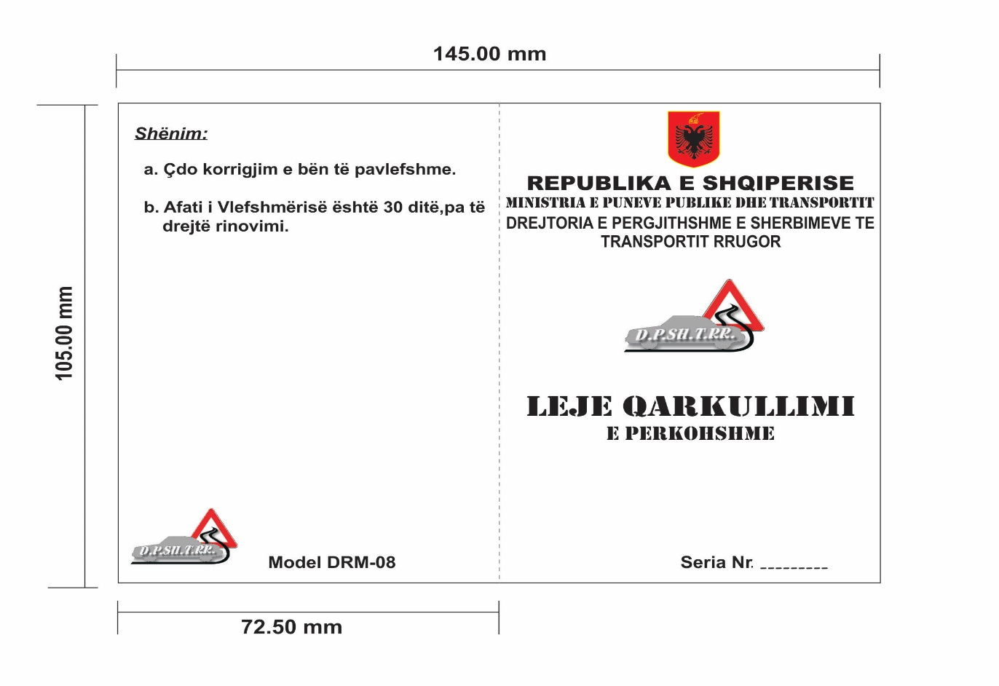 145.00 mm
105.00 mm
Shënim:
a. Çdo korrigjim e bën të pavlefshme.
b. Afati i Vlefshmërisë është 30 ditë,pa të
drejtë rinovimi.
D.P.SH.T.RR.
Model DRM-08
72.50 mm
REPUBLIKA E SHQIPERISE
MINISTRIA E PUNEVE PUBLIKE DHE TRANSPORTIT
DREJTORIA E PERGJITHSHME E SHERBIMEVE TE
TRANSPORTIT RRUGOR
D.P.SH.T.RR.
LEJE QARKULLIMI
E PERKOHSHME
Seria Nr. _________